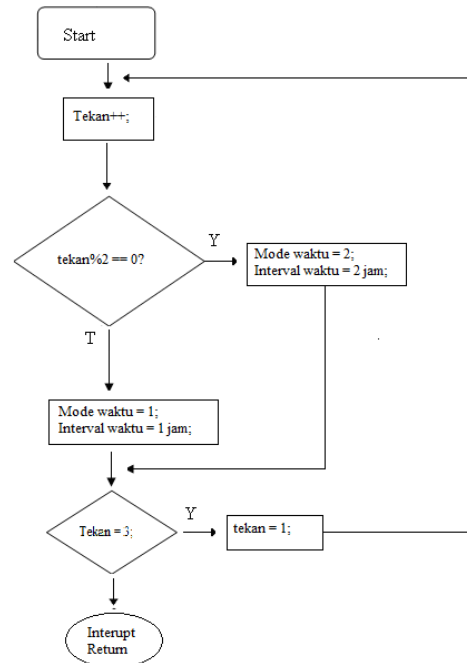 Start
Tekan++;
tekan%2 == 0?
Y
Mode waktu = 2;
Interval waktu = 2 jam;
T
Mode waktu = 1;
Interval waktu = 1 jam;
Tekan = 3;
Y
tekan = 1;
Interupt
Return